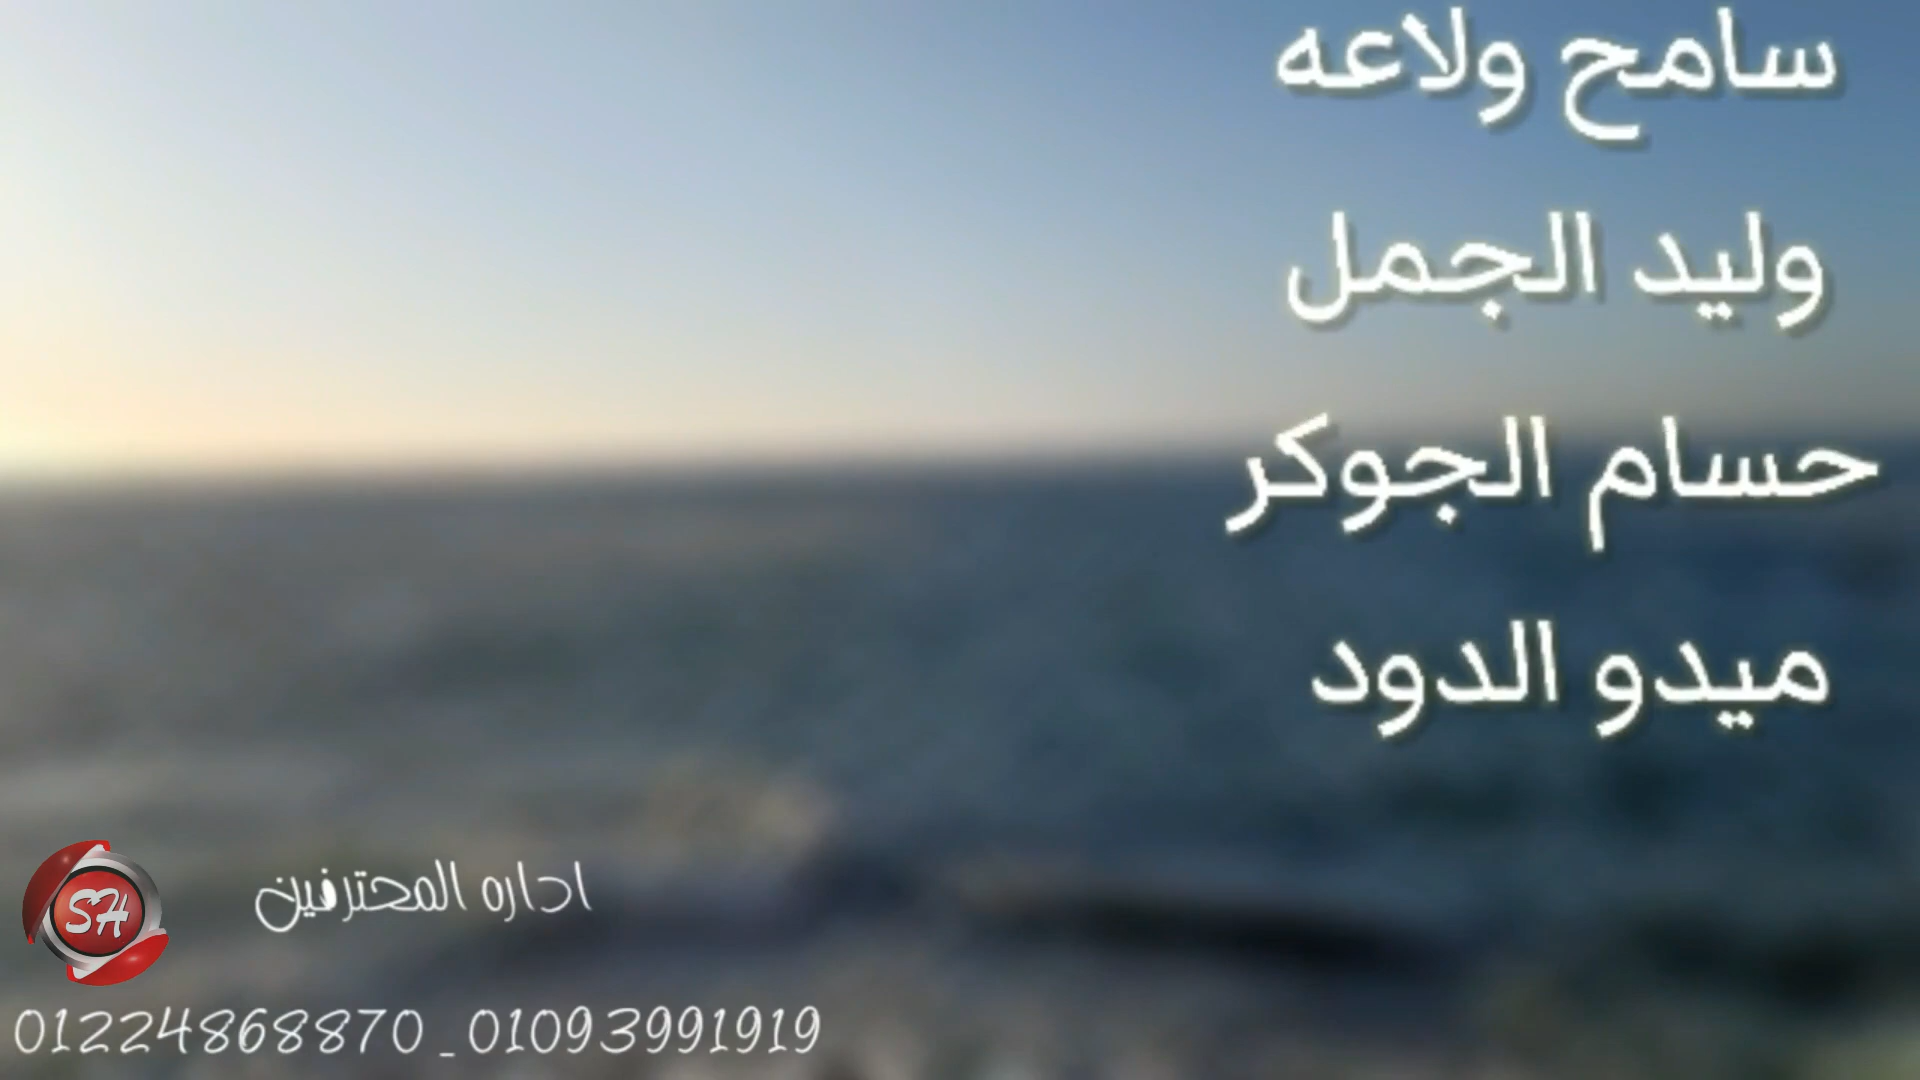 سامح ولاعه
وليد الجمل
حسام الجوكر
ميدو الدود
اداره المحترفين
SH
01224868870_01093991919